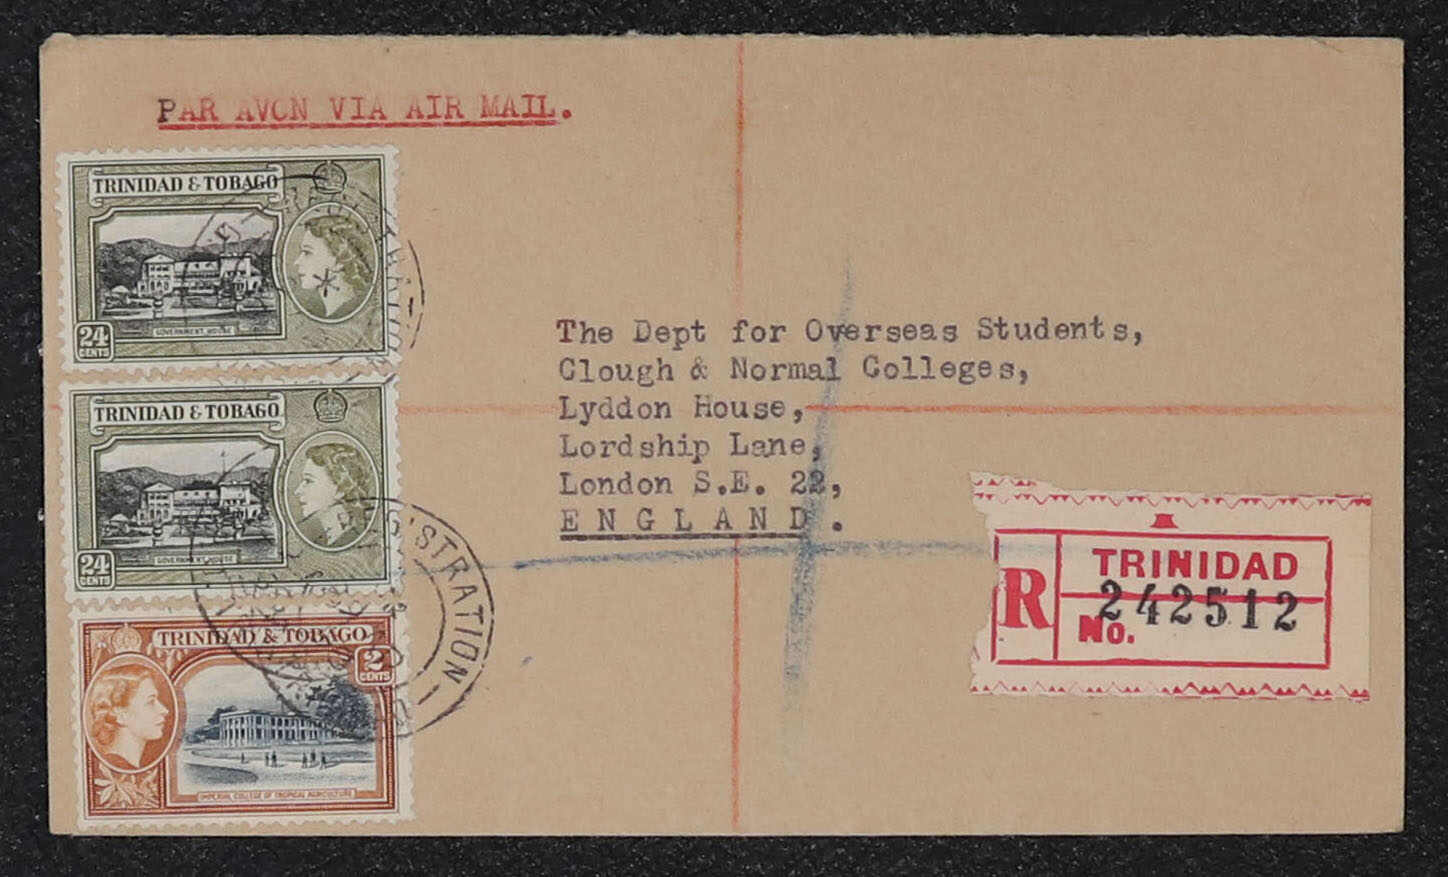 PAR AVON VIA AIR MAIL.
TRINIDAD & TOBAGO
24
CENTS
GOVERNMENT HOUSE
TRINIDAD & TOBAGO
24
CENTS
GOVERNMENT HOUSE
TRINIDAD & TOBAGO
2
CENTS
IMPERIAL COLLEGE OF TROPICAL AGRICULTURE
REGISTRATION
The Dept for Overseas Students,
Clough & Normal Colleges,
Lyddon House,
Lordship Lane,
London S.E. 22,
ENGLAND.
R
TRINIDAD
No. 242512